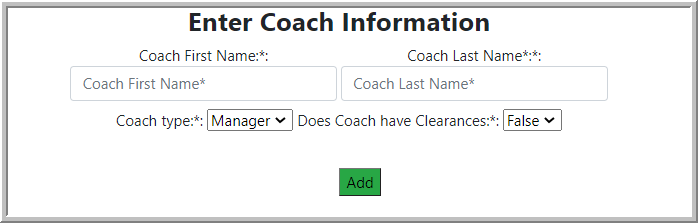 Enter Coach Information
Coach First Name:*: Coach Last Name*:*:
Coach First Name* Coach Last Name*
Coach type:*: Manager Does Coach have Clearances:*: False
Add